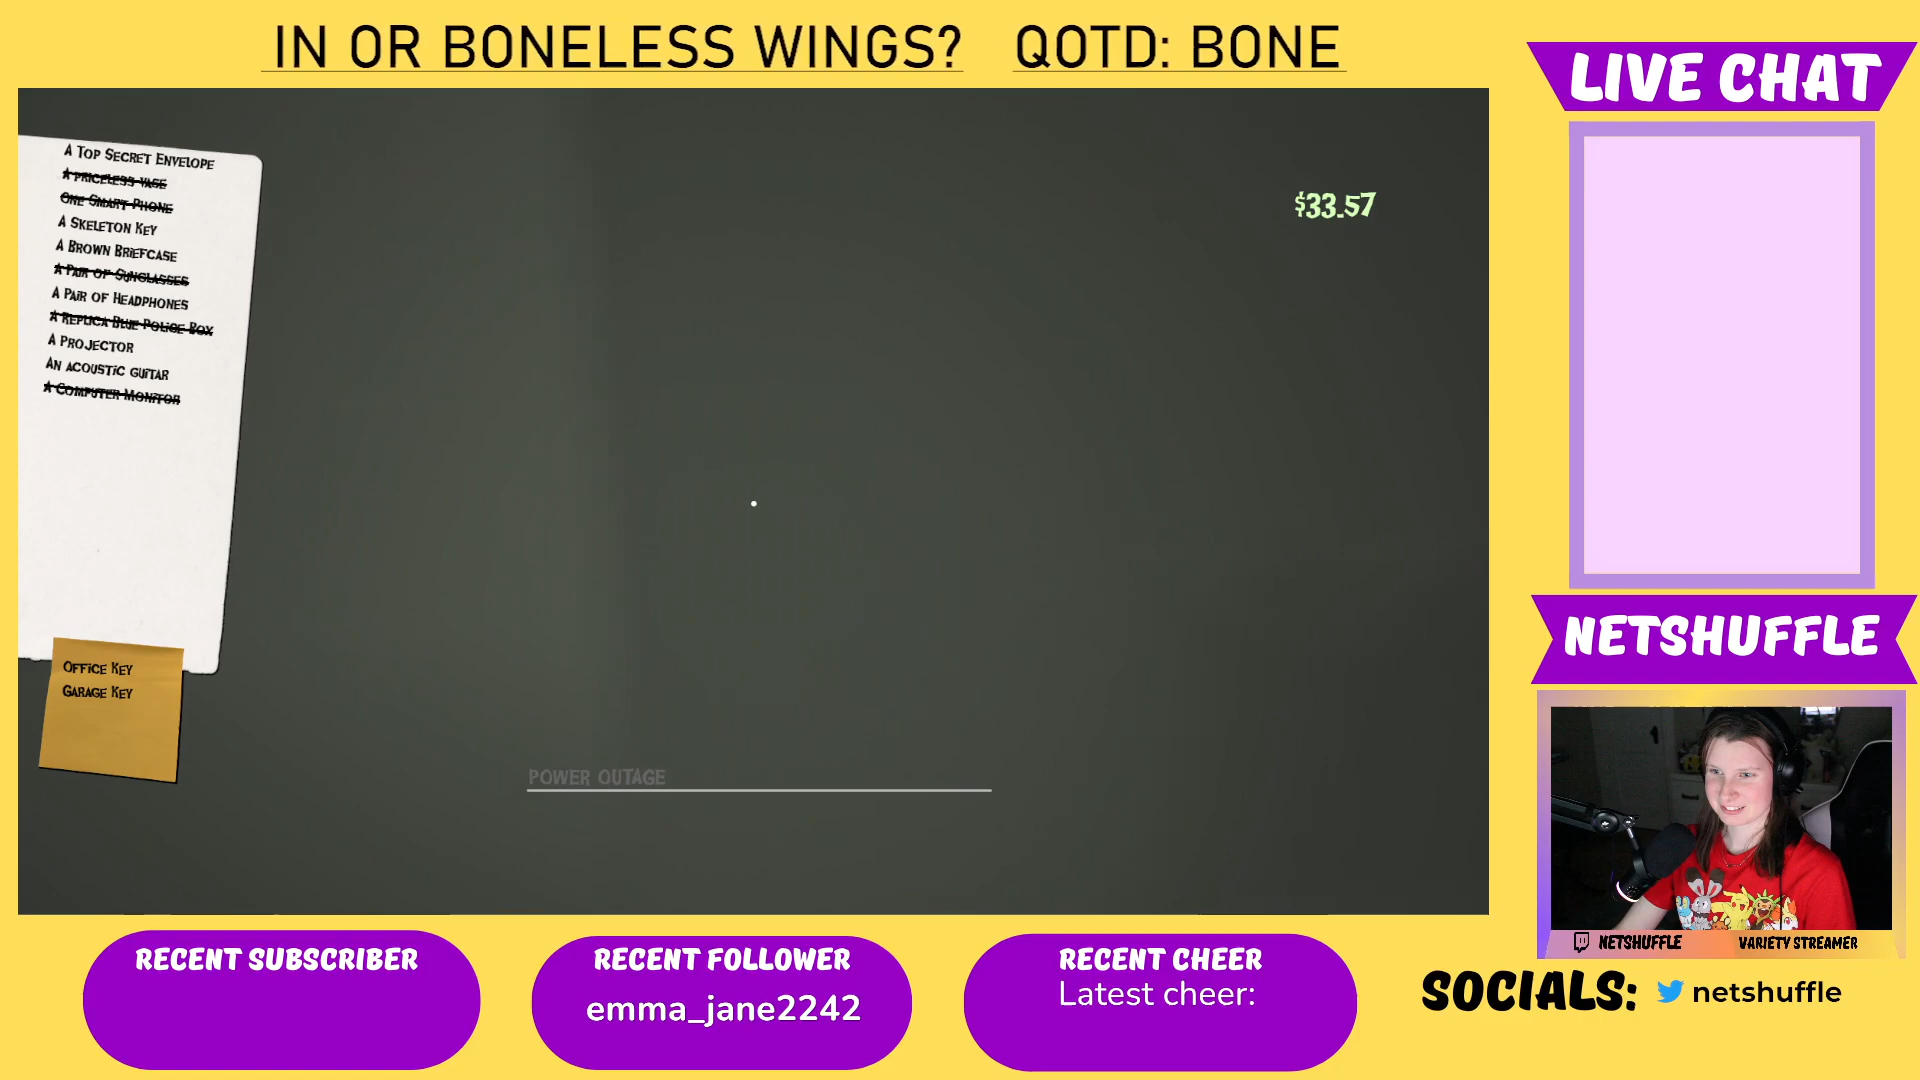 IN OR BONELESS WINGS? QOTD: BONE
LIVE CHAT
A Top Secret Envelope
A priceless vase
One Smart Phone
A Skeleton Key
A Brown Briefcase
A Pair of Sunglasses
A Pair of Headphones
A Replica Blue Police Box
A Projector
An acoustic guitar
A Computer Monitor
$33.57
Office Key
Garage Key
POWER OUTAGE
NETSHUFFLE
NETSHUFFLE VARIETY STREAMER
RECENT SUBSCRIBER
RECENT FOLLOWER
emma_jane2242
RECENT CHEER
Latest cheer:
SOCIALS: netshuffle